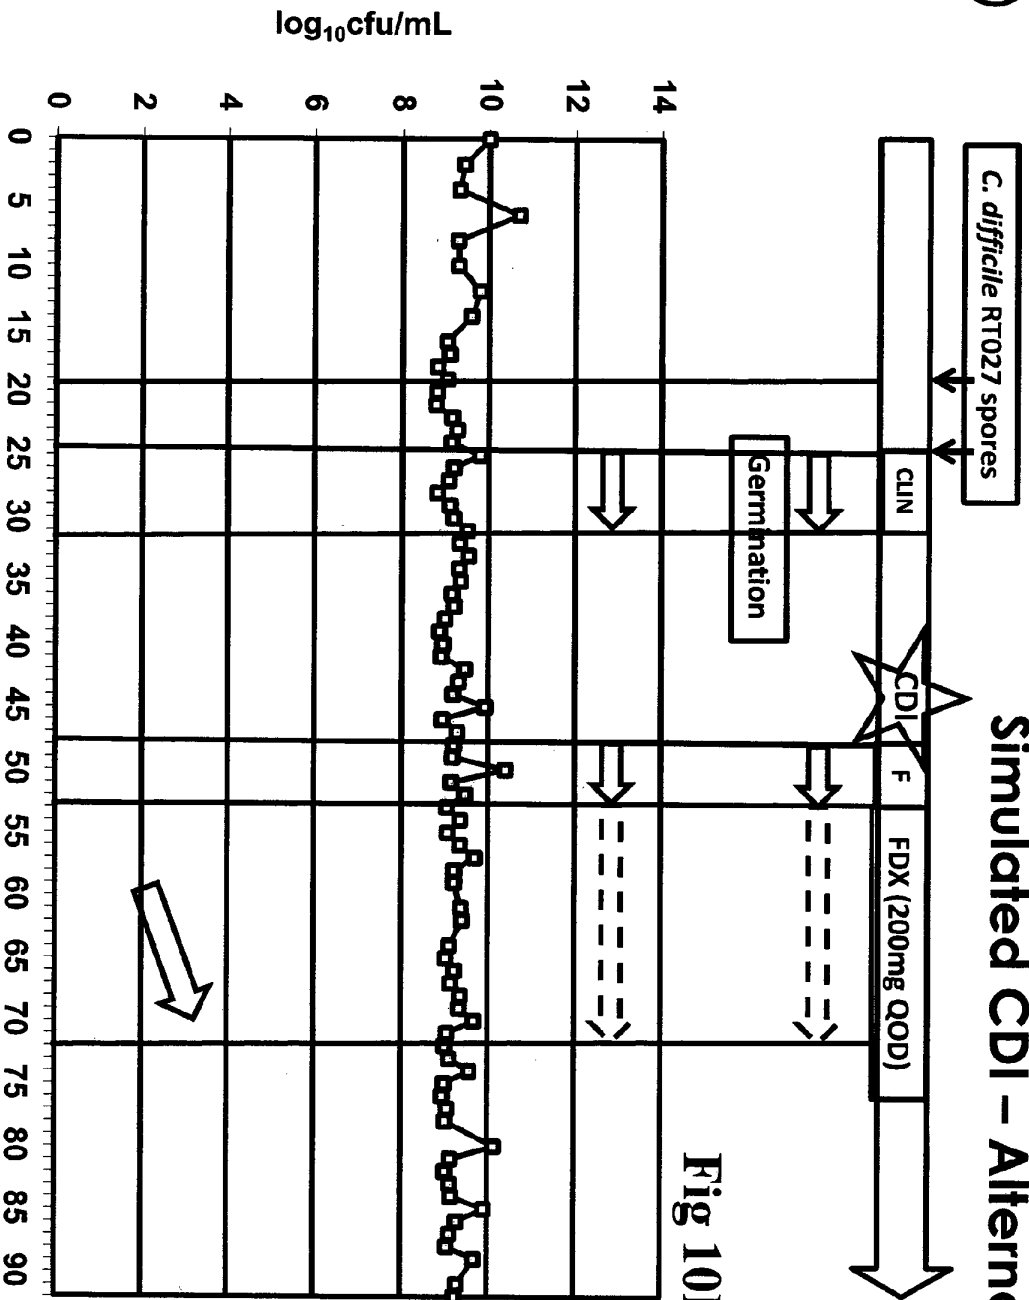 Simulated CDI –
C. difficile RT027 spores
CLIN
CDI
F
FDX (200mg QOD)
Germination
log10cfu/mL
14
12
10
8
6
4
2
0
0 5 10 15 20 25 30 35 40 45 50 55 60 65 70 75 80 85 90
Fig